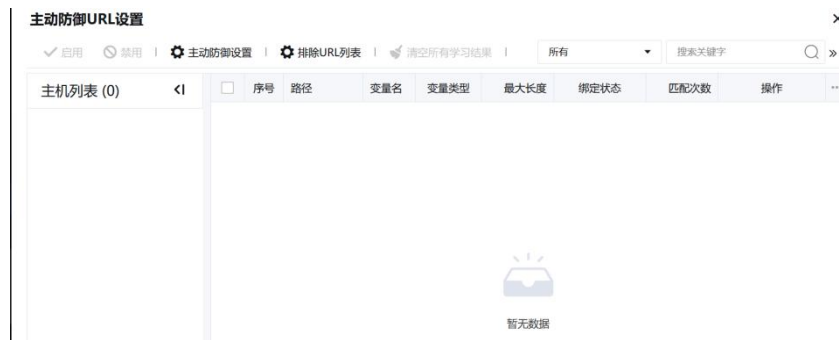 主动防御URL设置
启用 禁用 主动防御设置 排除URL列表 清空所有学习结果 所有 搜索关键字
主机列表 (0) 序号 路径 变量名 变量类型 最大长度 绑定状态 匹配次数 操作
暂无数据